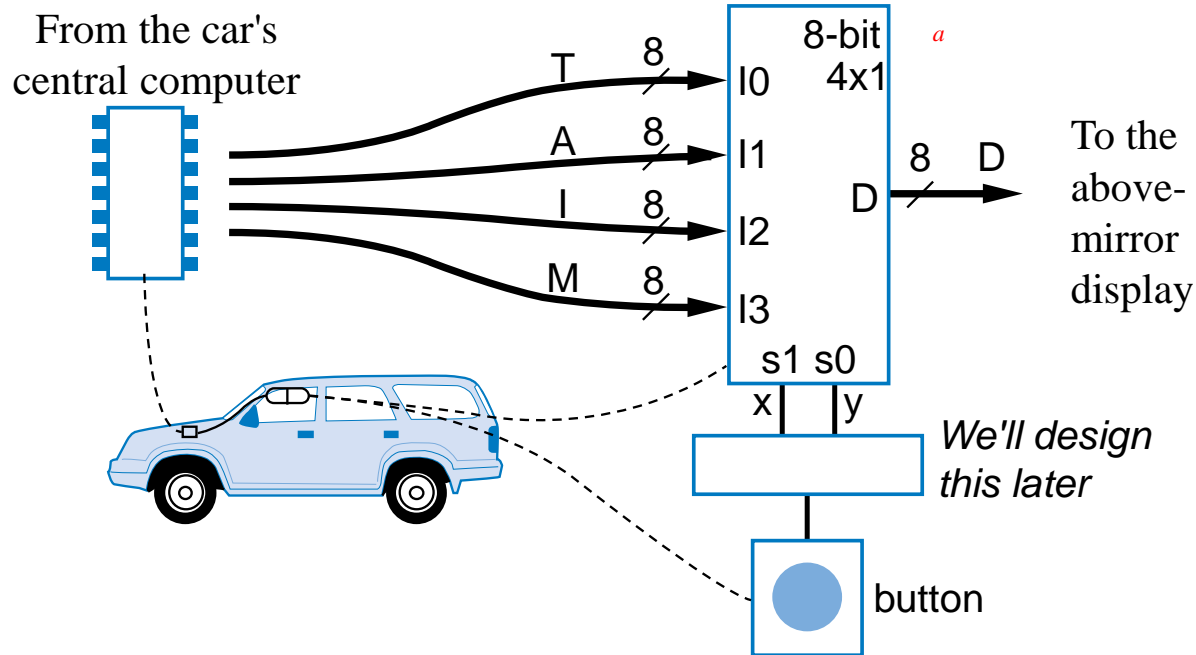 From the car's
central computer
T
8
I0
A
8
I1
I
8
I2
M
8
I3
8-bit
4x1
a
D
8
D
To the
above-
mirror
display
s1 s0
x
y
We'll design
this later
button